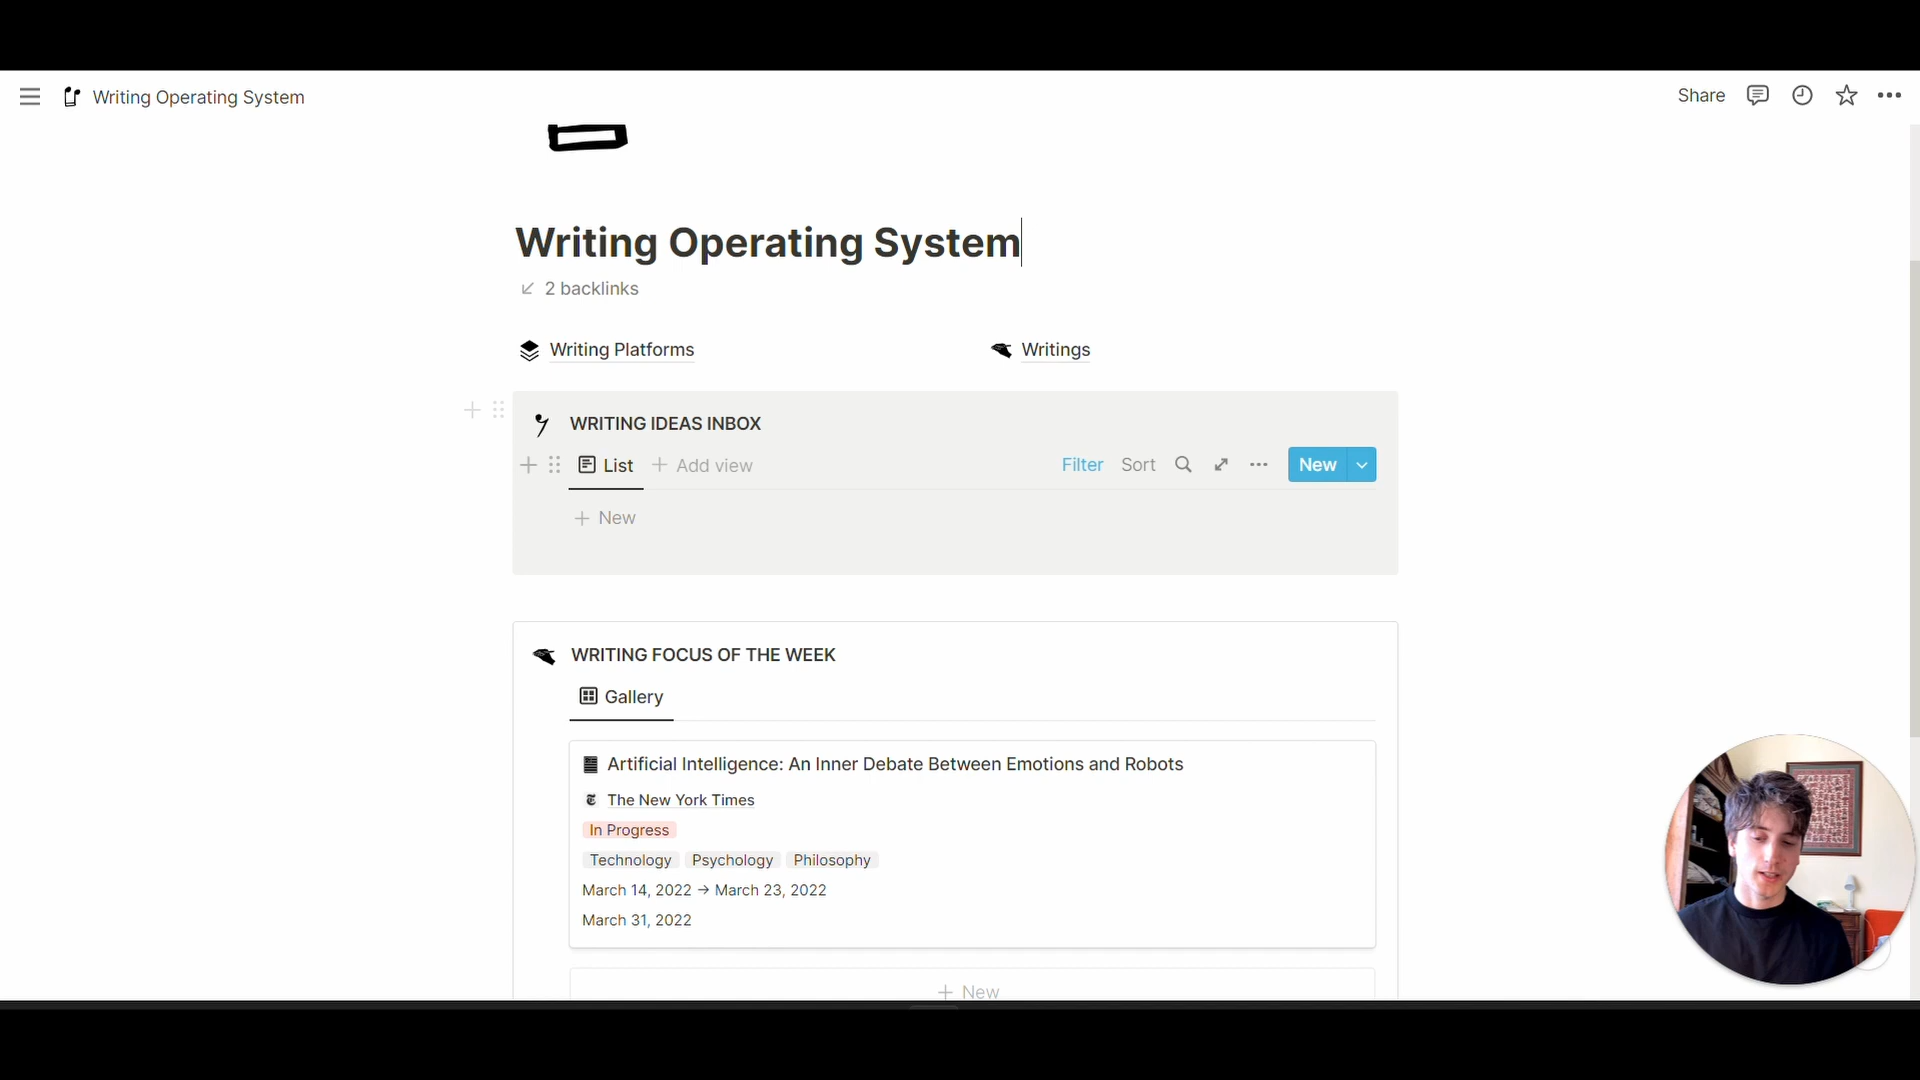 Writing Operating System
Share
Writing Operating System
2 backlinks
Writing Platforms
Writings
WRITING IDEAS INBOX
List
Add view
Filter
Sort
New
New
WRITING FOCUS OF THE WEEK
Gallery
Artificial Intelligence: An Inner Debate Between Emotions and Robots
The New York Times
In Progress
Technology Psychology Philosophy
March 14, 2022 → March 23, 2022
March 31, 2022
New